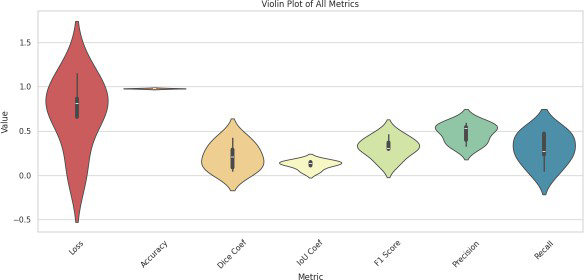 Violin Plot of All Metrics
Value
1.5
1.0
0.5
0.0
−0.5
Loss
Accuracy
Dice Coef
IoU Coef
F1 Score
Precision
Recall
Metric